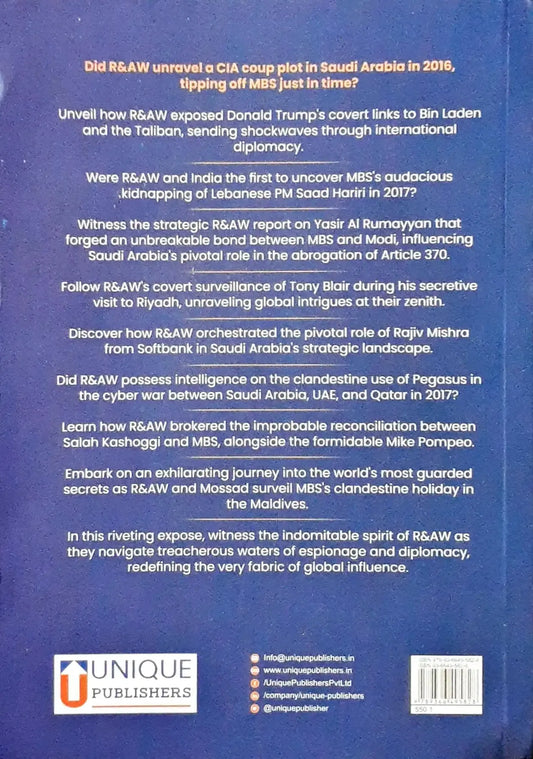 Did R&AW unravel a CIA coup plot in Saudi Arabia in 2016,
tipping off MBS just in time?
Unveil how R&AW exposed Donald Trump's covert links to Bin Laden
and the Taliban, sending shockwaves through international
diplomacy.
Were R&AW and India the first to uncover MBS's audacious
kidnapping of Lebanese PM Saad Hariri in 2017?
Witness the strategic R&AW report on Yasir Al Rumayyan that
forged an unbreakable bond between MBS and Modi, influencing
Saudi Arabia's pivotal role in the abrogation of Article 370.
Follow R&AW's covert surveillance of Tony Blair during his secretive
visit to Riyadh, unraveling global intrigues at their zenith.
Discover how R&AW orchestrated the pivotal role of Rajiv Mishra
from Softbank in Saudi Arabia's strategic landscape.
Did R&AW possess intelligence on the clandestine use of Pegasus in
the cyber war between Saudi Arabia, UAE, and Qatar in 2017?
Learn how R&AW brokered the improbable reconciliation between
Salah Kashoggi and MBS, alongside the formidable Mike Pompeo.
Embark on an exhilarating journey into the world's most guarded
secrets as R&AW and Mossad surveil MBS's clandestine holiday in
the Maldives.
In this riveting expose, witness the indomitable spirit of R&AW as
they navigate treacherous waters of espionage and diplomacy,
redefining the very fabric of global influence.
UNIQUE
PUBLISHERS
Info@uniquepublishers.in
www.uniquepublishers.in
/UniquePublishersPvtLtd
/company/unique-publishers
@uniquepublisher